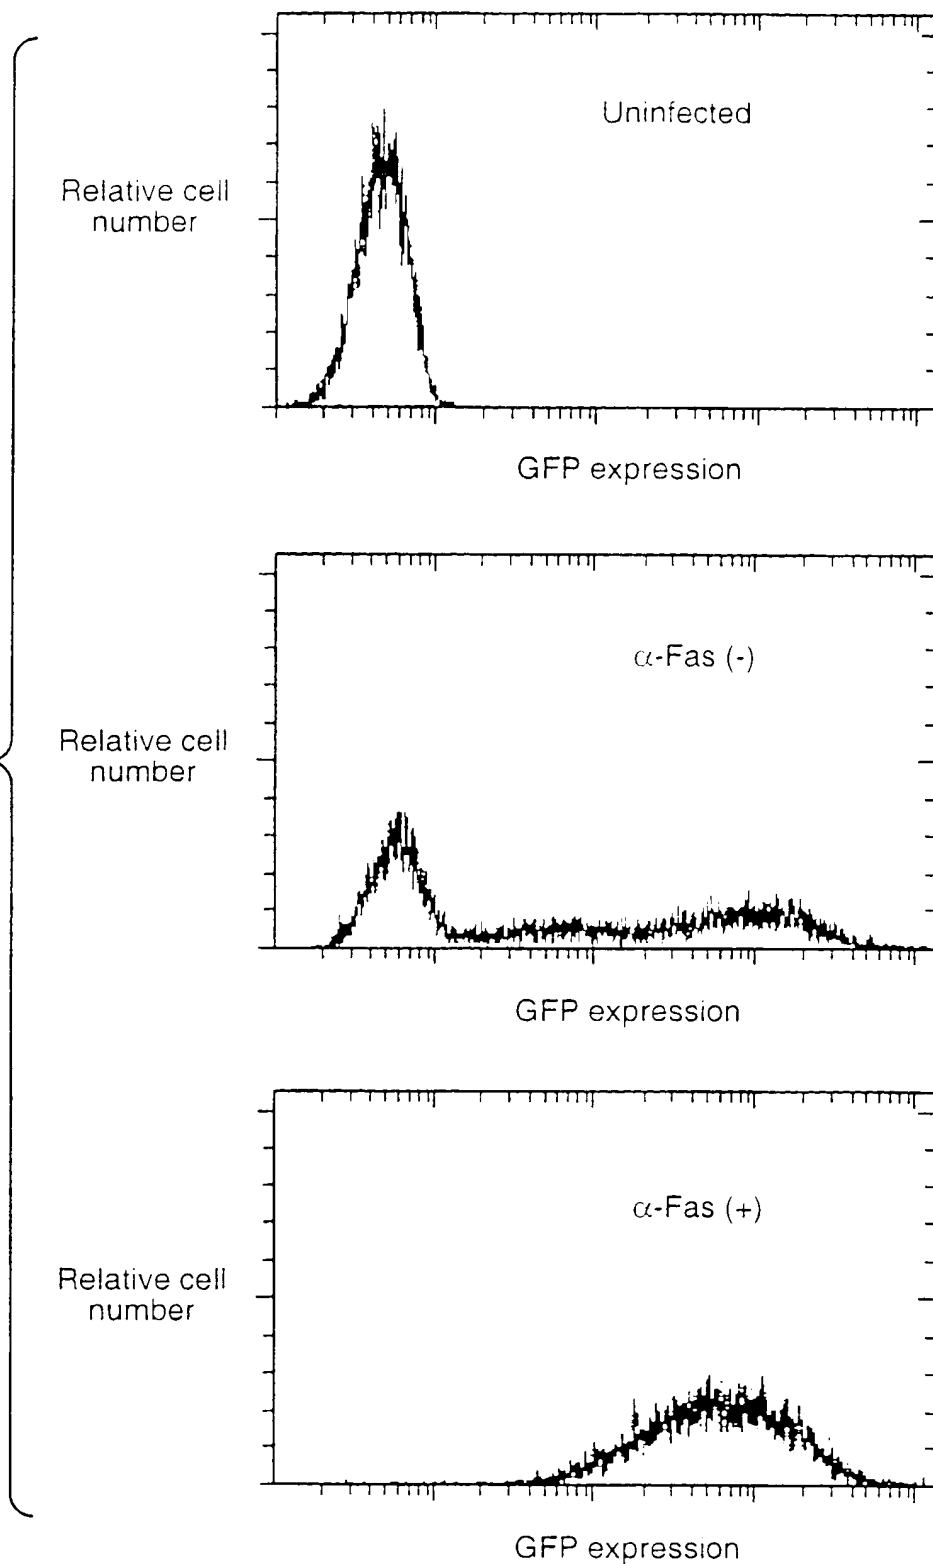 Uninfected
Relative cell
number
GFP expression
α-Fas (-)
Relative cell
number
GFP expression
α-Fas (+)
Relative cell
number
GFP expression